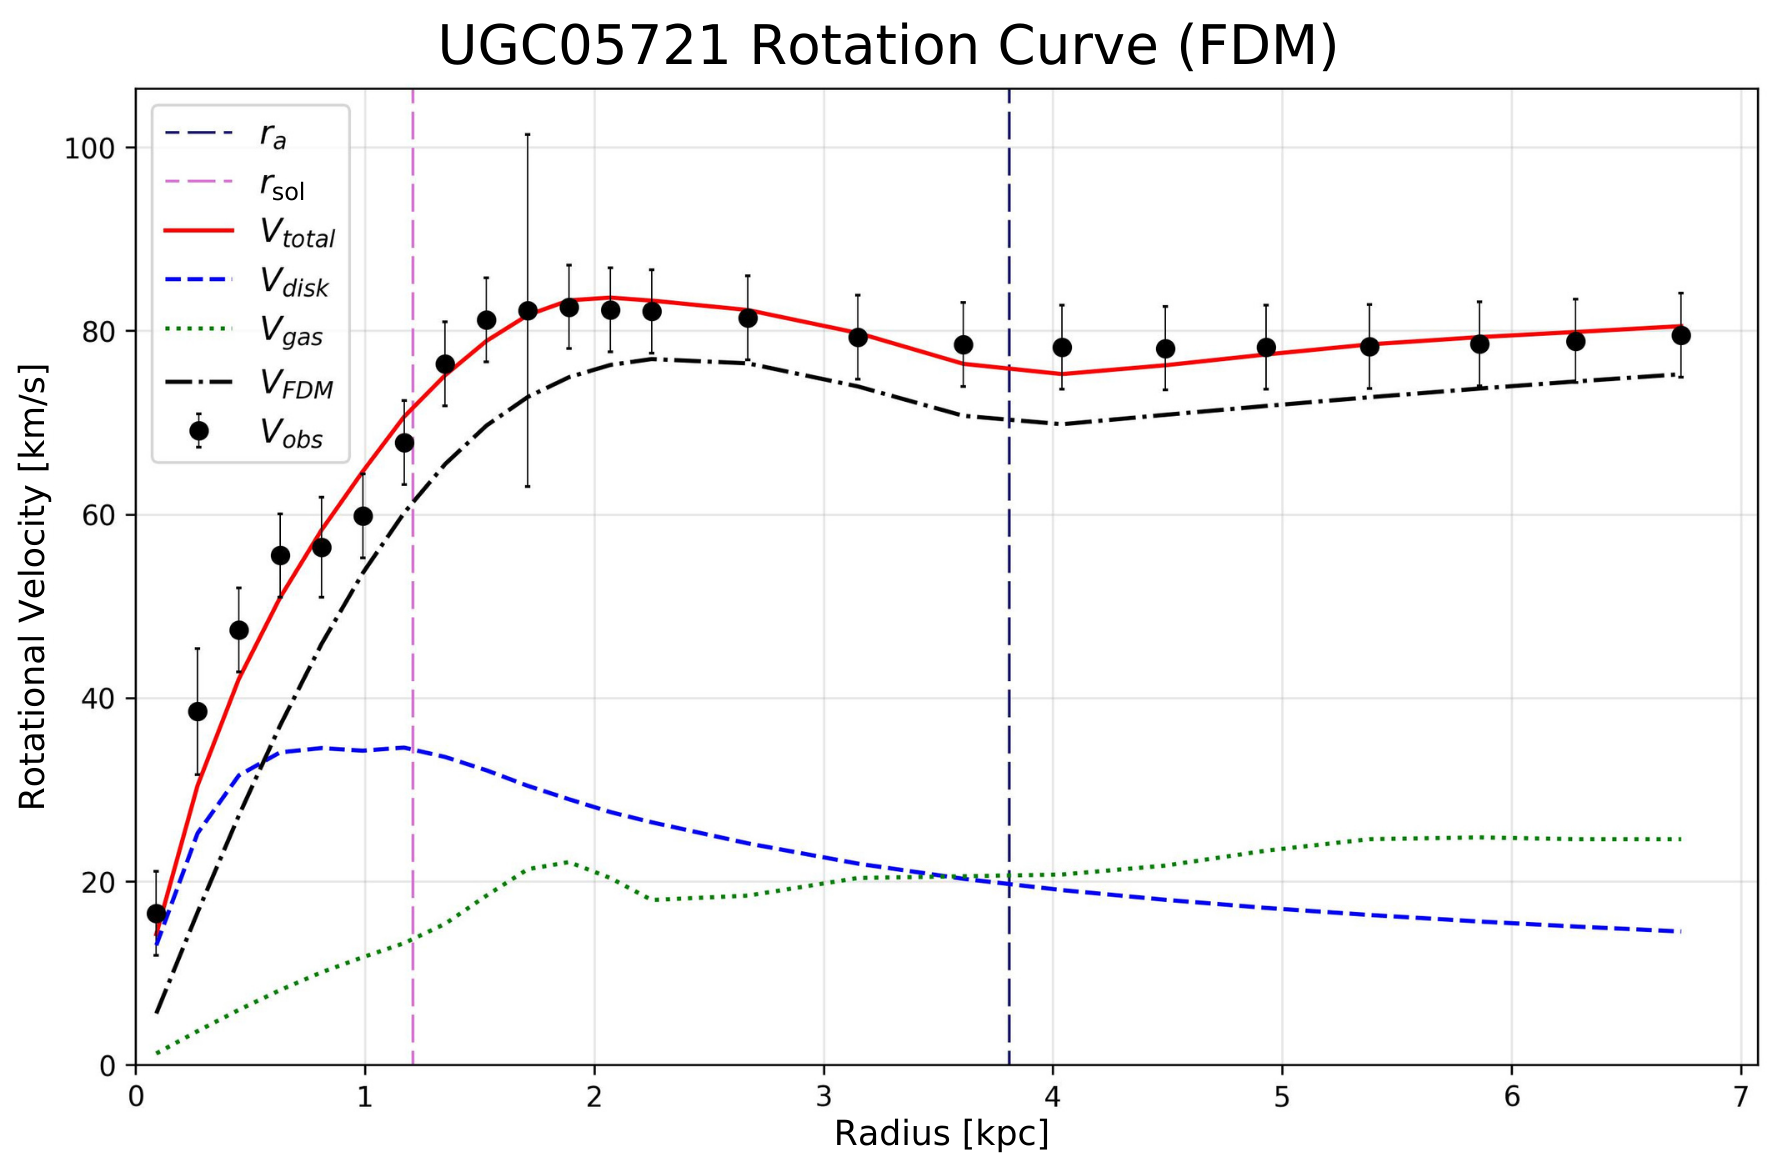 UGC05721 Rotation Curve (FDM)
r_a
r_sol
V_total
V_disk
V_gas
V_FDM
V_obs
Rotational Velocity [km/s]
100
80
60
40
20
0
0 1 2 3 4 5 6 7
Radius [kpc]